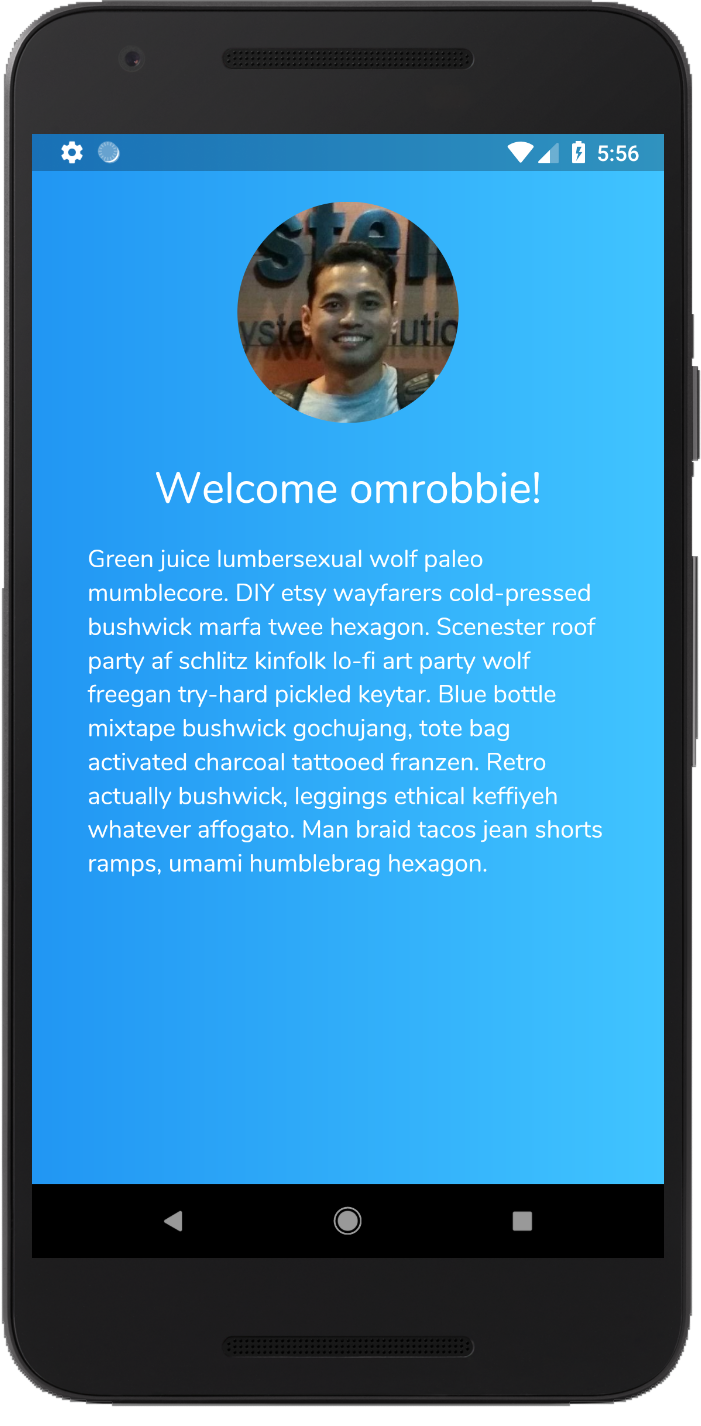 5:56
stem
yste utio
Welcome omrobbie!
Green juice lumbersexual wolf paleo
mumblecore. DIY etsy wayfarers cold-pressed
bushwick marfa twee hexagon. Scenester roof
party af schlitz kinfolk lo-fi art party wolf
freegan try-hard pickled keytar. Blue bottle
mixtape bushwick gochujang, tote bag
activated charcoal tattooed franzen. Retro
actually bushwick, leggings ethical keffiyeh
whatever affogato. Man braid tacos jean shorts
ramps, umami humblebrag hexagon.